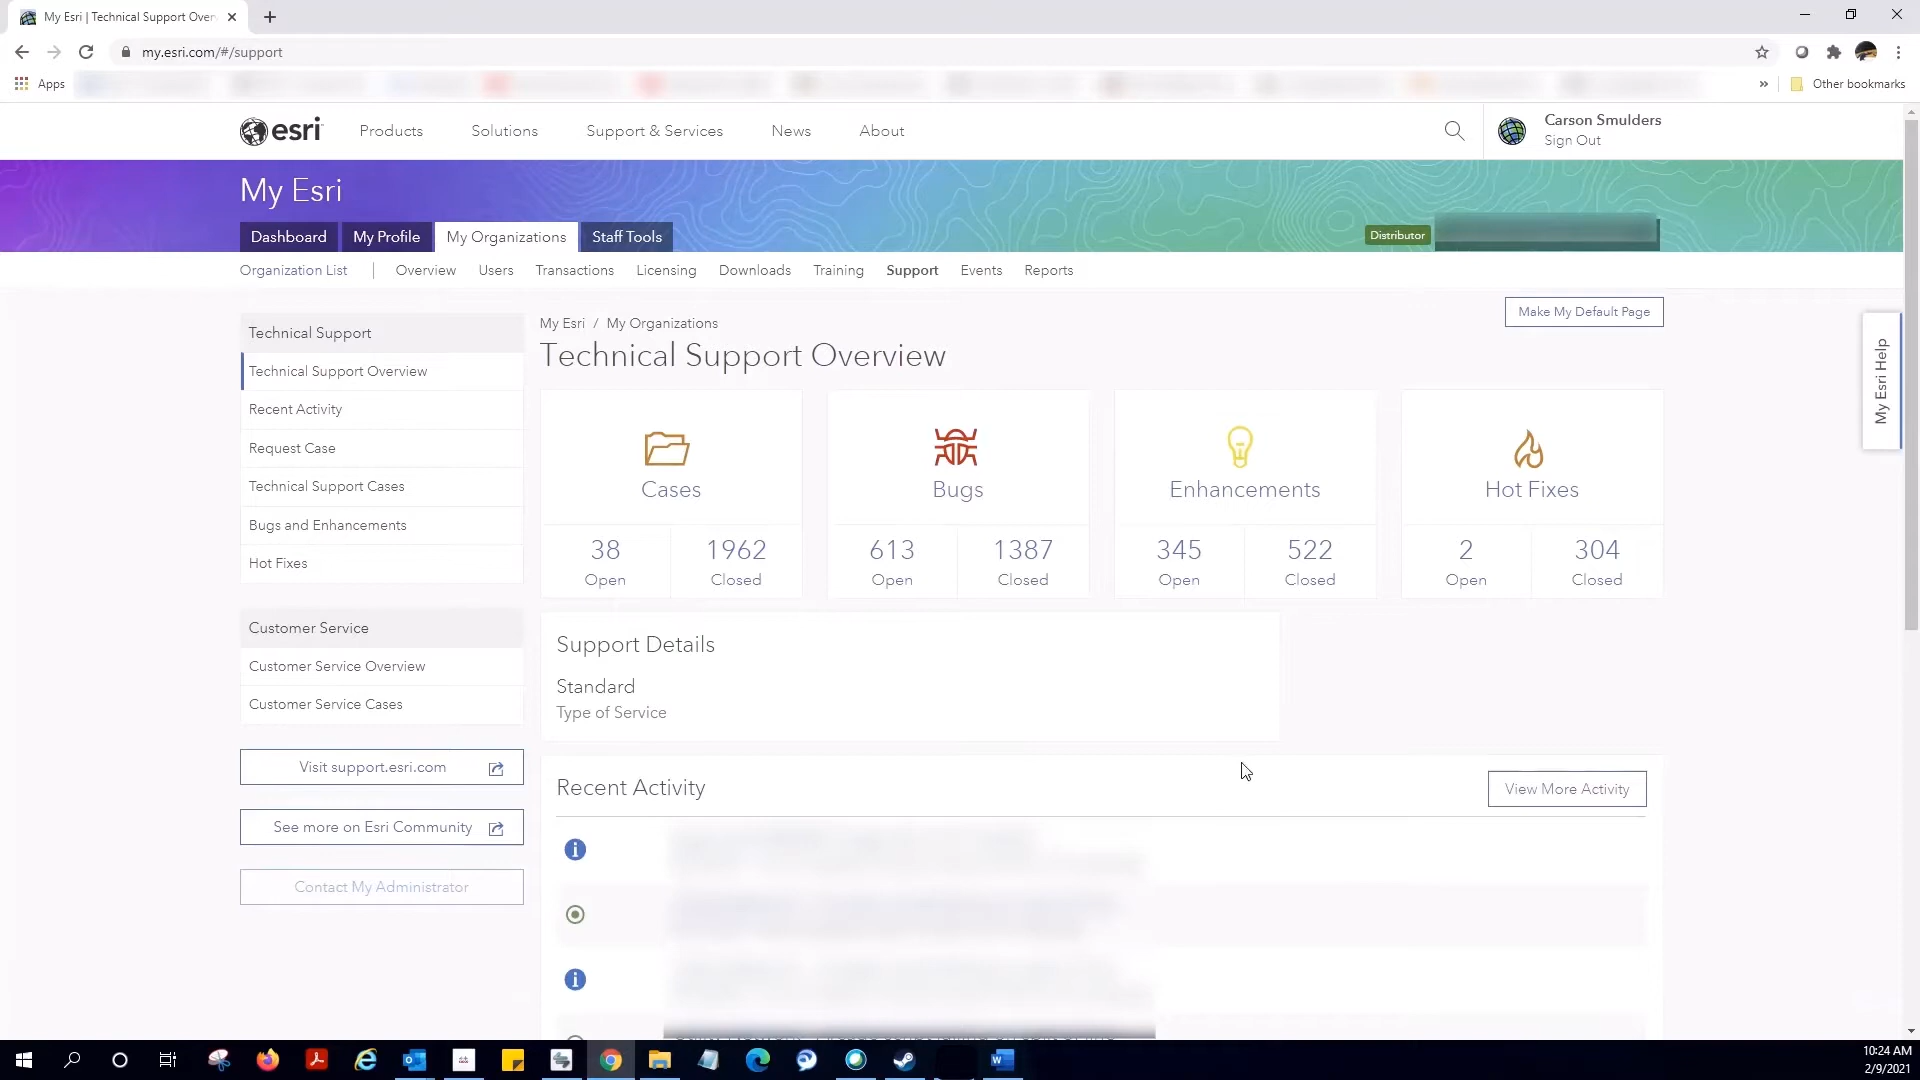 My Esri | Technical Support Over
my.esri.com/#/support
Apps
»
Other bookmarks
esri
Products
Solutions
Support & Services
News
About
Carson Smulders
Sign Out
My Esri
Dashboard
My Profile
My Organizations
Staff Tools
Distributor
Organization List
Overview
Users
Transactions
Licensing
Downloads
Training
Support
Events
Reports
Technical Support
Technical Support Overview
Recent Activity
Request Case
Technical Support Cases
Bugs and Enhancements
Hot Fixes
Customer Service
Customer Service Overview
Customer Service Cases
Visit support.esri.com
See more on Esri Community
Contact My Administrator
My Esri / My Organizations
Make My Default Page
Technical Support Overview
Cases
38
Open
1962
Closed
Bugs
613
Open
1387
Closed
Enhancements
345
Open
522
Closed
Hot Fixes
2
Open
304
Closed
Support Details
Standard
Type of Service
Recent Activity
View More Activity
My Esri Help
10:24 AM
2/9/2021